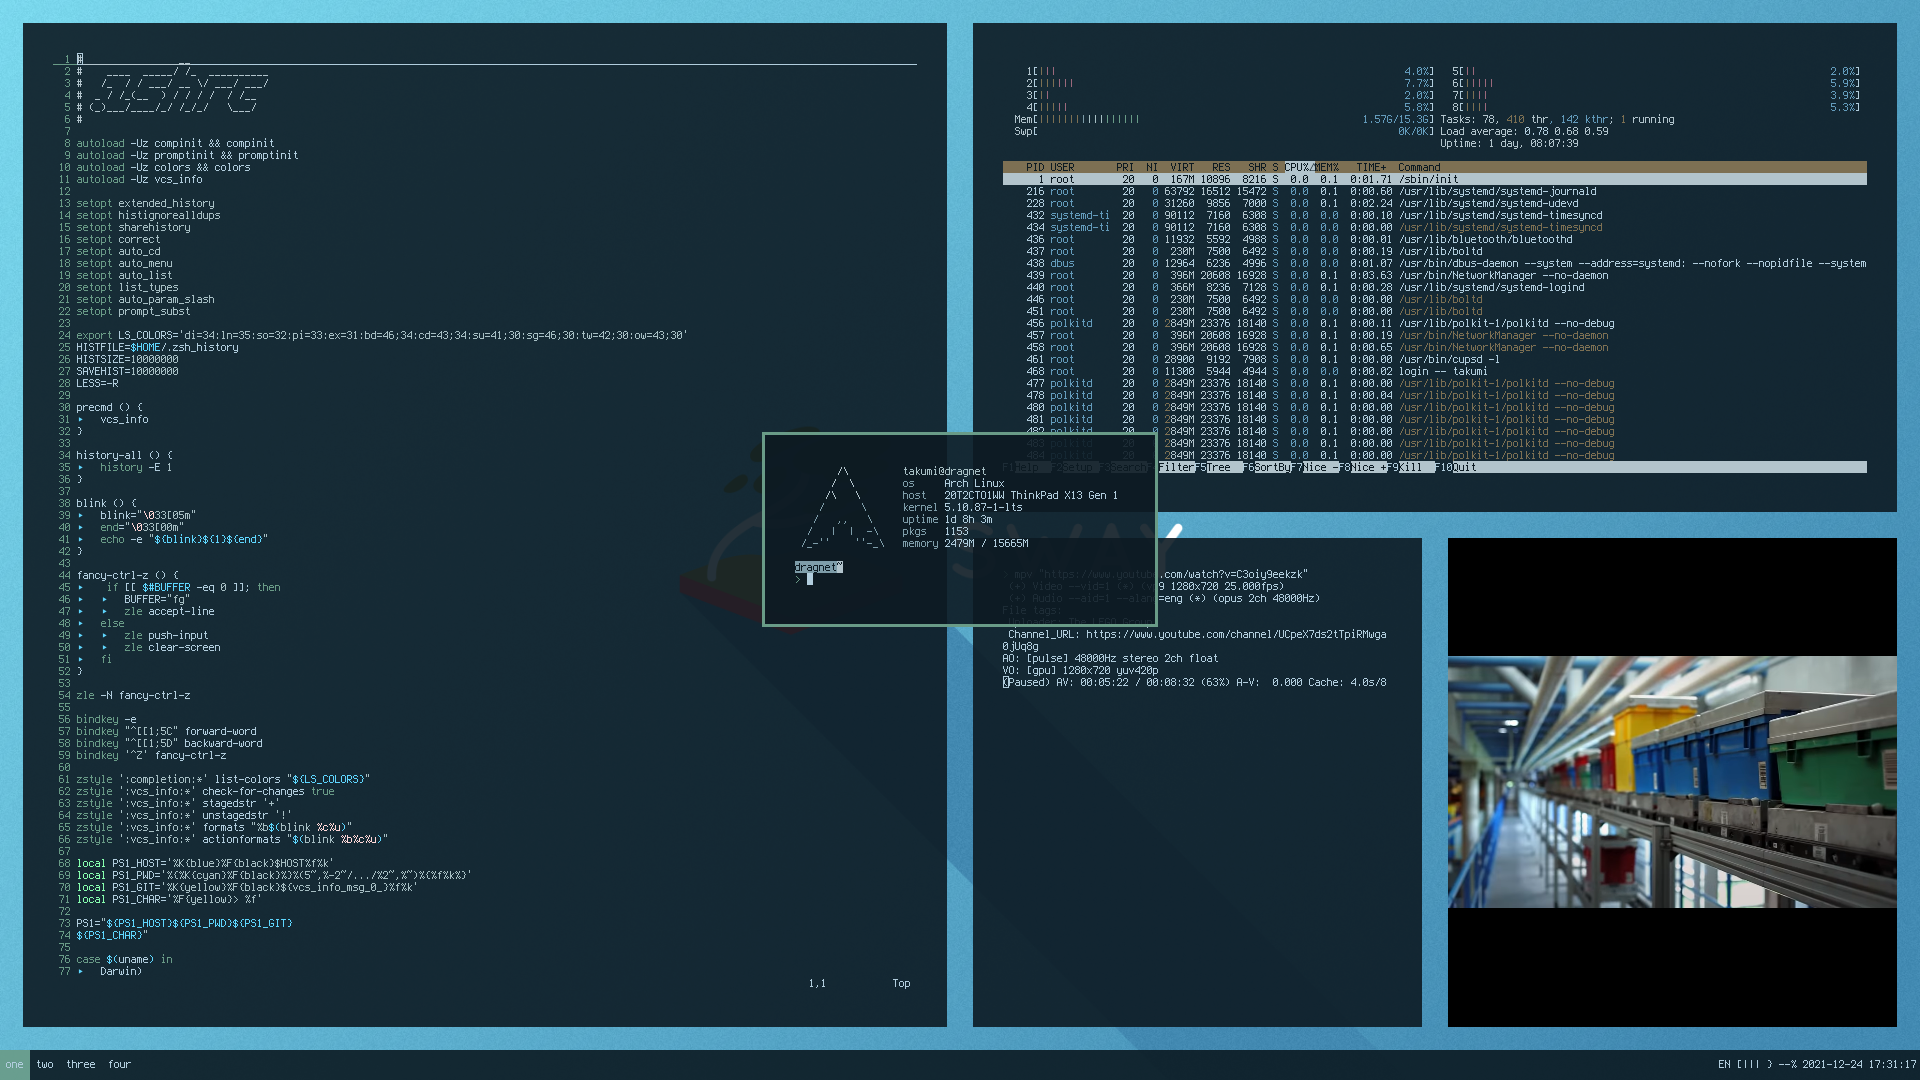 1 #
2 #    ____  _____/ /_  __________
3 #   /_  / / ___/ __ \/ ___/ ___/
4 #  _ / /_(__  ) / / / /  / /__
5 # (_)___/____/_/ /_/_/   \___/
6 #
7
8 autoload -Uz compinit && compinit
9 autoload -Uz promptinit && promptinit
10 autoload -Uz colors && colors
11 autoload -Uz vcs_info
12
13 setopt extended_history
14 setopt histignorealldups
15 setopt sharehistory
16 setopt correct
17 setopt auto_cd
18 setopt auto_menu
19 setopt auto_list
20 setopt list_types
21 setopt auto_param_slash
22 setopt prompt_subst
23
24 export LS_COLORS='di=34:ln=35:so=32:pi=33:ex=31:bd=46;34:cd=43;34:su=41;30:sg=46;30:tw=42;30:ow=43;30'
25 HISTFILE=$HOME/.zsh_history
26 HISTSIZE=10000000
27 SAVEHIST=10000000
28 LESS=-R
29
30 precmd () {
31 ▸   vcs_info
32 }
33
34 history-all () {
35 ▸   history -E 1
36 }
37
38 blink () {
39 ▸   blink="\033[05m"
40 ▸   end="\033[00m"
41 ▸   echo -e "${blink}${1}${end}"
42 }
43
44 fancy-ctrl-z () {
45 ▸    if [[ $#BUFFER -eq 0 ]]; then
46 ▸   ▸   BUFFER="fg"
47 ▸   ▸   zle accept-line
48 ▸   else
49 ▸   ▸   zle push-input
50 ▸   ▸   zle clear-screen
51 ▸   fi
52 }
53
54 zle -N fancy-ctrl-z
55
56 bindkey -e
57 bindkey "^[[1;5C" forward-word
58 bindkey "^[[1;5D" backward-word
59 bindkey '^Z' fancy-ctrl-z
60
61 zstyle ':completion:*' list-colors "${LS_COLORS}"
62 zstyle ':vcs_info:*' check-for-changes true
63 zstyle ':vcs_info:*' stagedstr '+'
64 zstyle ':vcs_info:*' unstagedstr '!'
65 zstyle ':vcs_info:*' formats "%b$(blink %c%u)"
66 zstyle ':vcs_info:*' actionformats "$(blink %b%c%u)"
67
68 local PS1_HOST='%K{blue}%F{black}$HOST%f%k'
69 local PS1_PWD='%{%K{cyan}%F{black}%}%(5~,%-2~/.../%2~,%~)%{%f%k%}'
70 local PS1_GIT='%K{yellow}%F{black}${vcs_info_msg_0_}%f%k'
71 local PS1_CHAR='%F{yellow}> %f'
72
73 PS1="${PS1_HOST}${PS1_PWD}${PS1_GIT}
74 ${PS1_CHAR}"
75
76 case $(uname) in
77 ▸   Darwin)
1,1 Top
1[||| 4.0%] 5[|| 2.0%]
2[|||||| 7.7%] 6[||||| 5.9%]
3[|| 2.0%] 7[|||| 3.9%]
4[||||| 5.8%] 8[|||| 5.3%]
Mem[||||||||||||||||| 1.57G/15.3G] Tasks: 78, 410 thr, 142 kthr; 1 running
Swp[ 0K/0K] Load average: 0.78 0.68 0.59
Uptime: 1 day, 08:07:39
PID USER PRI NI VIRT RES SHR S CPU%△MEM% TIME+ Command
1 root 20 0 167M 10896 8216 S 0.0 0.1 0:01.71 /sbin/init
216 root 20 0 63792 16512 15472 S 0.0 0.1 0:00.60 /usr/lib/systemd/systemd-journald
228 root 20 0 31260 9856 7000 S 0.0 0.1 0:02.24 /usr/lib/systemd/systemd-udevd
432 systemd-ti 20 0 90112 7160 6308 S 0.0 0.0 0:00.10 /usr/lib/systemd/systemd-timesyncd
434 systemd-ti 20 0 90112 7160 6308 S 0.0 0.0 0:00.00 /usr/lib/systemd/systemd-timesyncd
436 root 20 0 11932 5592 4988 S 0.0 0.0 0:00.01 /usr/lib/bluetooth/bluetoothd
437 root 20 0 230M 7500 6492 S 0.0 0.0 0:00.19 /usr/lib/boltd
438 dbus 20 0 12964 6236 4996 S 0.0 0.0 0:01.07 /usr/bin/dbus-daemon --system --address=systemd: --nofork --nopidfile --system
439 root 20 0 396M 20608 16928 S 0.0 0.1 0:03.63 /usr/bin/NetworkManager --no-daemon
440 root 20 0 366M 8236 7128 S 0.0 0.1 0:00.28 /usr/lib/systemd/systemd-logind
446 root 20 0 230M 7500 6492 S 0.0 0.0 0:00.00 /usr/lib/boltd
451 root 20 0 230M 7500 6492 S 0.0 0.0 0:00.00 /usr/lib/boltd
456 polkitd 20 0 2849M 23376 18140 S 0.0 0.1 0:00.11 /usr/lib/polkit-1/polkitd --no-debug
457 root 20 0 396M 20608 16928 S 0.0 0.1 0:00.19 /usr/bin/NetworkManager --no-daemon
458 root 20 0 396M 20608 16928 S 0.0 0.1 0:00.65 /usr/bin/NetworkManager --no-daemon
461 root 20 0 28900 9192 7908 S 0.0 0.1 0:00.00 /usr/bin/cupsd -l
468 root 20 0 11300 5944 4944 S 0.0 0.0 0:00.02 login -- takumi
477 polkitd 20 0 2849M 23376 18140 S 0.0 0.1 0:00.00 /usr/lib/polkit-1/polkitd --no-debug
478 polkitd 20 0 2849M 23376 18140 S 0.0 0.1 0:00.04 /usr/lib/polkit-1/polkitd --no-debug
480 polkitd 20 0 2849M 23376 18140 S 0.0 0.1 0:00.00 /usr/lib/polkit-1/polkitd --no-debug
481 polkitd 20 0 2849M 23376 18140 S 0.0 0.1 0:00.00 /usr/lib/polkit-1/polkitd --no-debug
482 polkitd 20 0 2849M 23376 18140 S 0.0 0.1 0:00.00 /usr/lib/polkit-1/polkitd --no-debug
483 polkitd 20 0 2849M 23376 18140 S 0.0 0.1 0:00.00 /usr/lib/polkit-1/polkitd --no-debug
484 polkitd 20 0 2849M 23376 18140 S 0.0 0.1 0:00.00 /usr/lib/polkit-1/polkitd --no-debug
F1Help F2Setup F3Search Filter F5Tree F6SortBy F7Nice - F8Nice + F9Kill F10Quit
takumi@dragnet
os Arch Linux
host 20T2CTO1WW ThinkPad X13 Gen 1
kernel 5.10.87-1-lts
uptime 1d 8h 3m
pkgs 1153
memory 2479M / 15665M
dragnet~
>
> mpv "https://www.youtube.com/watch?v=C3oiy9eekzk"
(+) Video --vid=1 (*) (vp9 1280x720 25.000fps)
(+) Audio --aid=1 --alang=eng (*) (opus 2ch 48000Hz)
File tags:
Uploader: The LEGO Group
Channel_URL: https://www.youtube.com/channel/UCpeX7ds2tTpiRMwga
0jUq8g
AO: [pulse] 48000Hz stereo 2ch float
VO: [gpu] 1280x720 yuv420p
(Paused) AV: 00:05:22 / 00:08:32 (63%) A-V:  0.000 Cache: 4.0s/8
one two three four
EN [||| } --% 2021-12-24 17:31:17